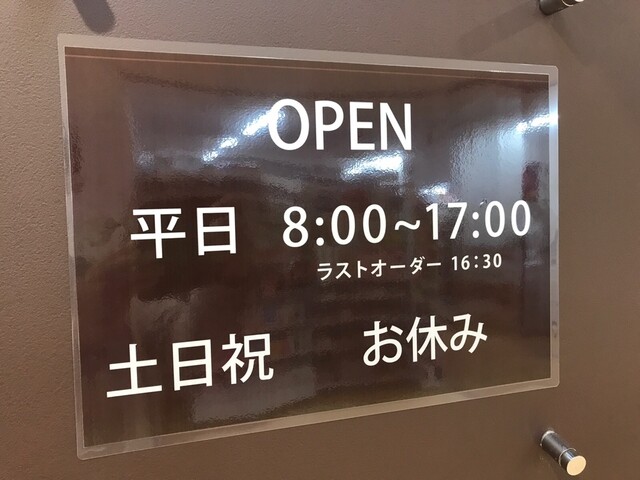 OPEN
平日 8:00~17:00
ラストオーダー 16:30
土日祝 お休み